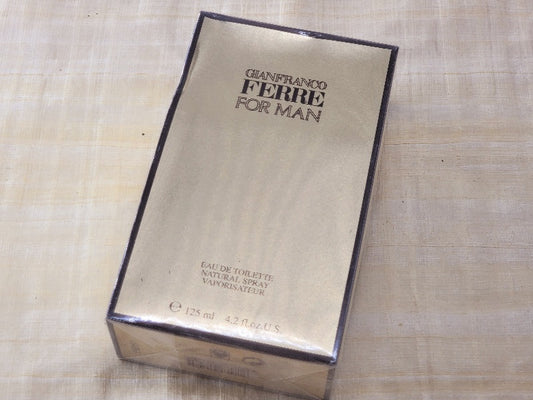 GIANFRANCO
FERRE
FOR MAN
EAU DE TOILETTE
NATURAL SPRAY
VAPORISATEUR
℮ 125 ml 4.2 fl.oz.U.S.